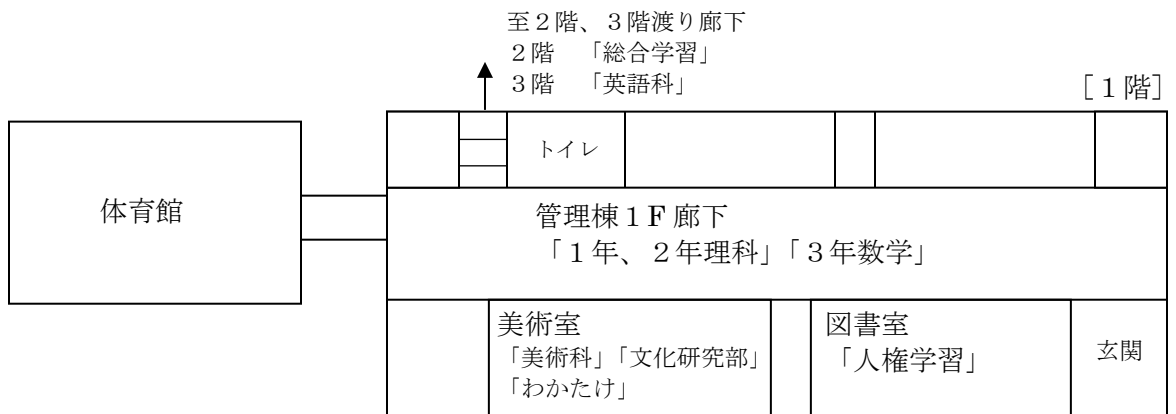 至２階、３階渡り廊下
２階　「総合学習」
３階　「英語科」
［１階］
トイレ
体育館
管理棟１Ｆ廊下
「１年、２年理科」「３年数学」
美術室
「美術科」「文化研究部」
「わかたけ」
図書室
「人権学習」
玄関